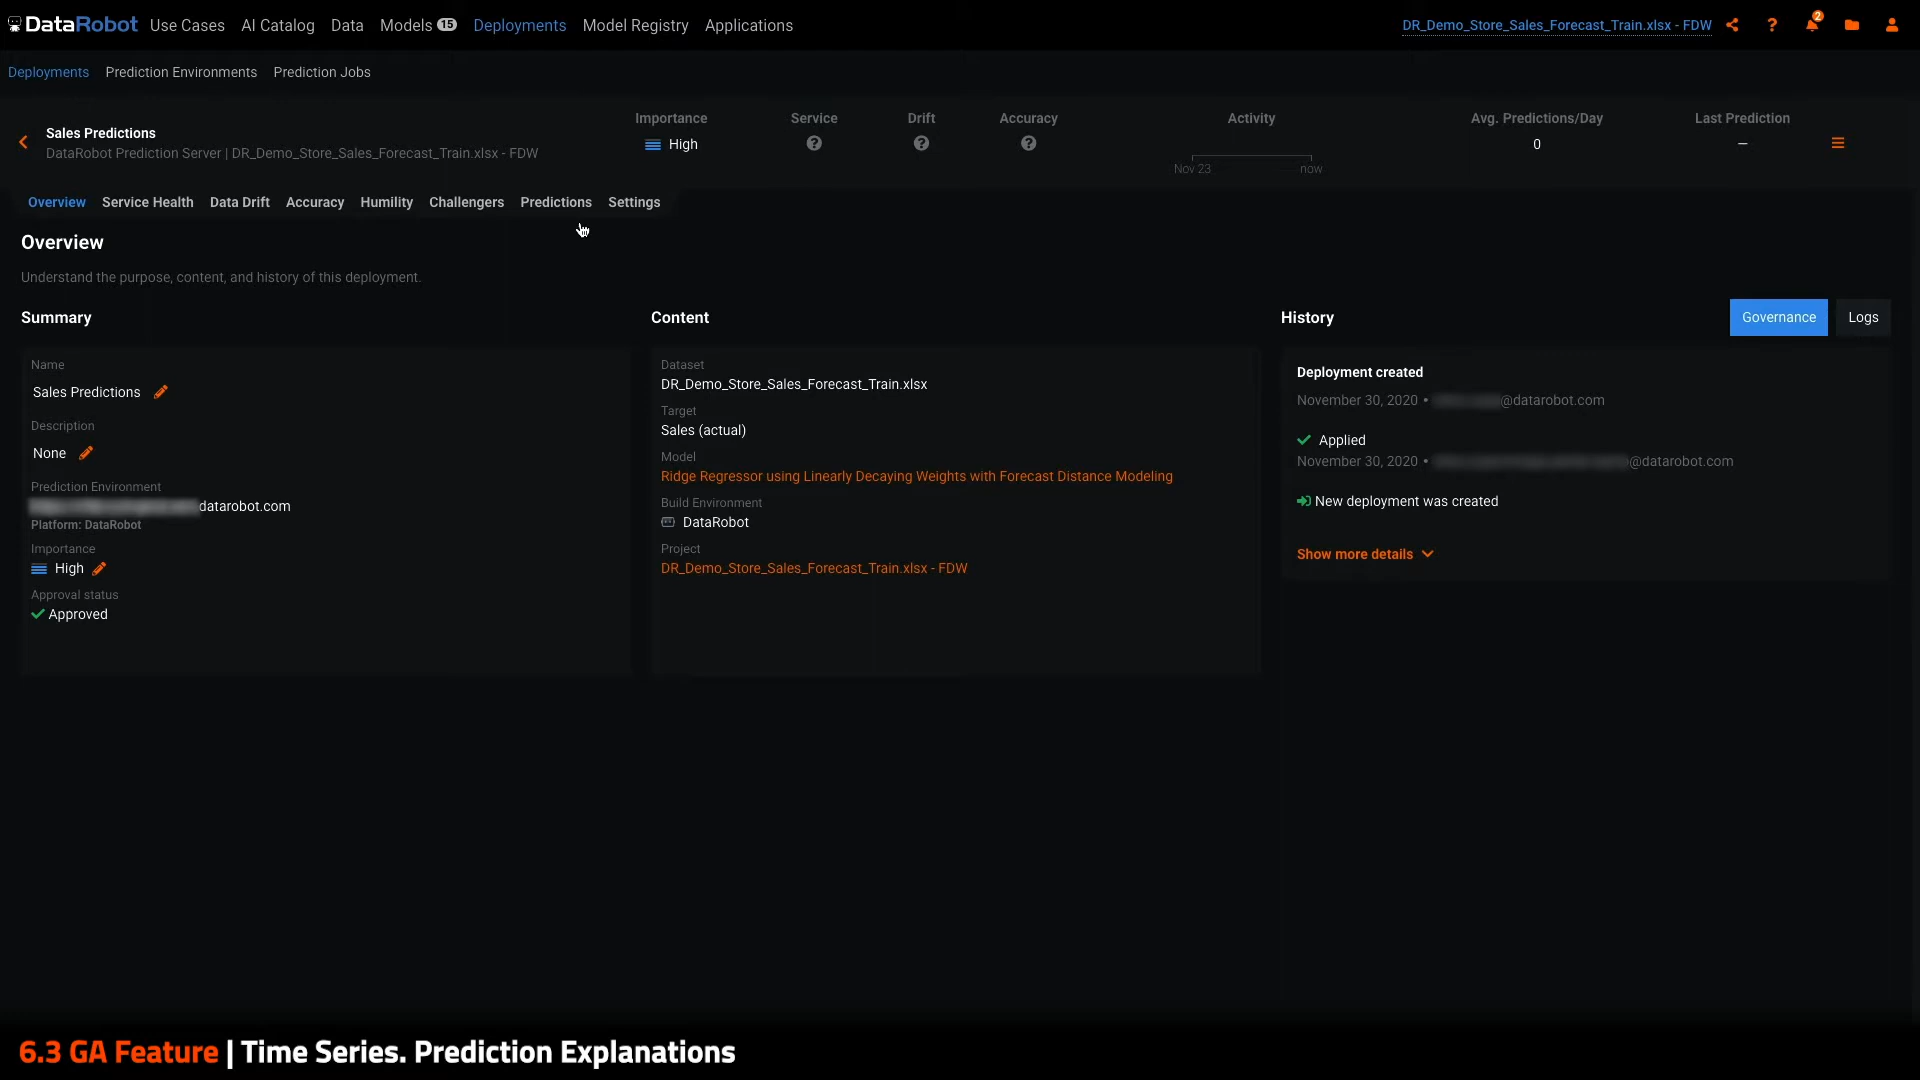 DataRobot Use Cases AI Catalog Data Models 15 Deployments Model Registry Applications DR_Demo_Store_Sales_Forecast_Train.xlsx - FDW ? 2
Deployments Prediction Environments Prediction Jobs
Importance Service Drift Accuracy Activity Avg. Predictions/Day Last Prediction
Sales Predictions
High ? ? ? 0 —
DataRobot Prediction Server | DR_Demo_Store_Sales_Forecast_Train.xlsx - FDW
Nov 23 now
Overview Service Health Data Drift Accuracy Humility Challengers Predictions Settings
Overview
Understand the purpose, content, and history of this deployment.
Summary
Name
Sales Predictions
Description
None
Prediction Environment
datarobot.com
Platform: DataRobot
Importance
High
Approval status
Approved
Content
Dataset
DR_Demo_Store_Sales_Forecast_Train.xlsx
Target
Sales (actual)
Model
Ridge Regressor using Linearly Decaying Weights with Forecast Distance Modeling
Build Environment
DataRobot
Project
DR_Demo_Store_Sales_Forecast_Train.xlsx - FDW
History Governance Logs
Deployment created
November 30, 2020 • @datarobot.com
Applied
November 30, 2020 • @datarobot.com
New deployment was created
Show more details
6.3 GA Feature | Time Series. Prediction Explanations